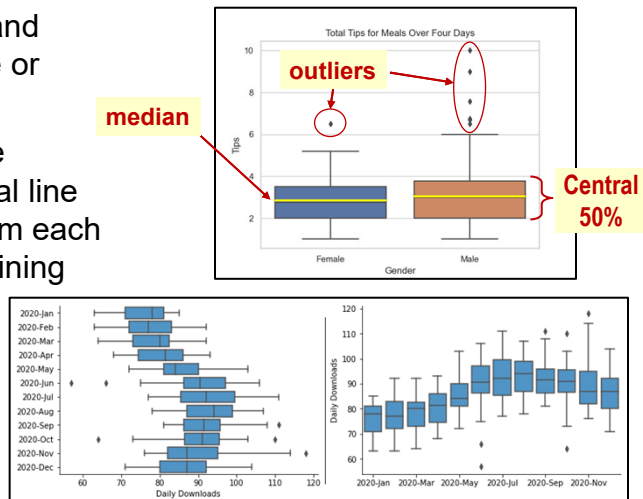 and
e or
e
al line
m each
ining
Total Tips for Meals Over Four Days
outliers
median
Central
50%
Tips
10
8
6
4
2
Female
Male
Gender
2020-Jan
2020-Feb
2020-Mar
2020-Apr
2020-May
2020-Jun
2020-Jul
2020-Aug
2020-Sep
2020-Oct
2020-Nov
2020-Dec
60 70 80 90 100 110 120
Daily Downloads
Daily Downloads
120
110
100
90
80
70
60
2020-Jan 2020-Mar 2020-May 2020-Jul 2020-Sep 2020-Nov